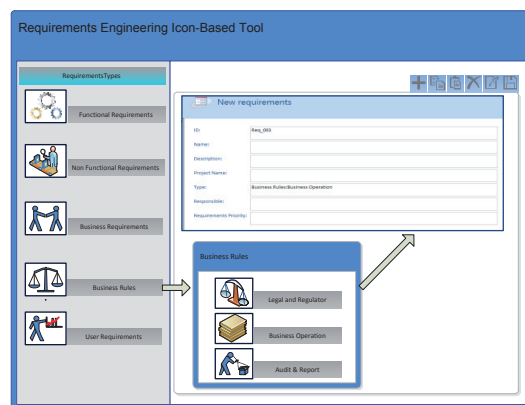 Requirements Engineering Icon-Based Tool
RequirementsTypes
Functional Requirements
Non Functional Requirements
Business Requirements
Business Rules
User Requirements
New requirements
ID: Req_003
Name:
Description:
Project Name:
Type: Business Rules:Business Operation
Responsible:
Requirements Priority:
Business Rules
Legal and Regulator
Business Operation
Audit & Report